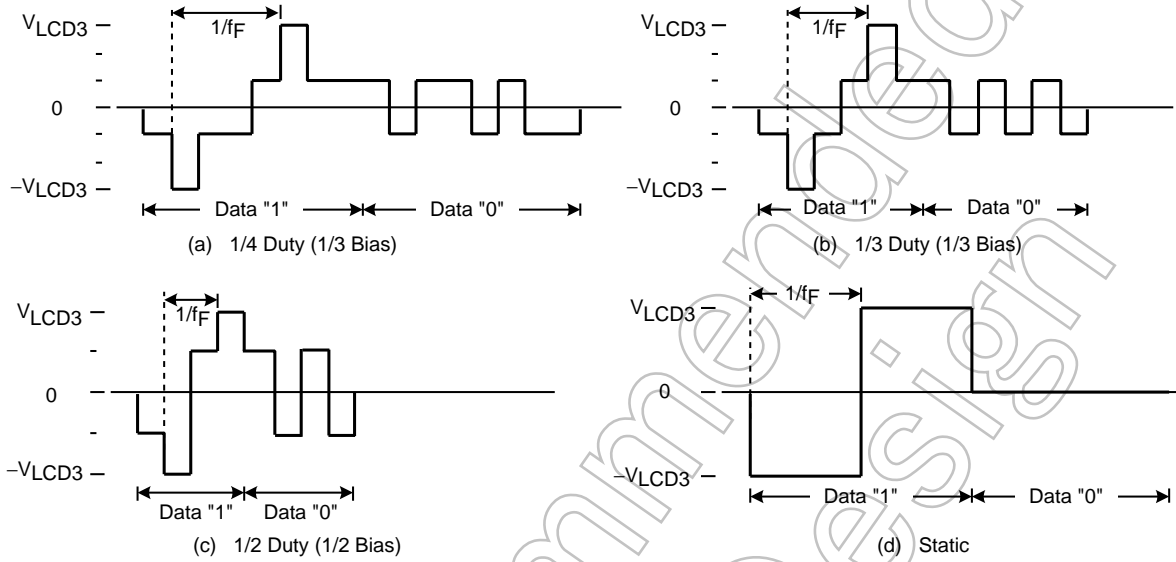 V_LCD3
1/f_F
0
−V_LCD3
Data "1"
Data "0"
(a) 1/4 Duty (1/3 Bias)
V_LCD3
1/f_F
0
−V_LCD3
Data "1"
Data "0"
(b) 1/3 Duty (1/3 Bias)
V_LCD3
1/f_F
0
−V_LCD3
Data "1"
Data "0"
(c) 1/2 Duty (1/2 Bias)
V_LCD3
1/f_F
0
−V_LCD3
Data "1"
Data "0"
(d) Static